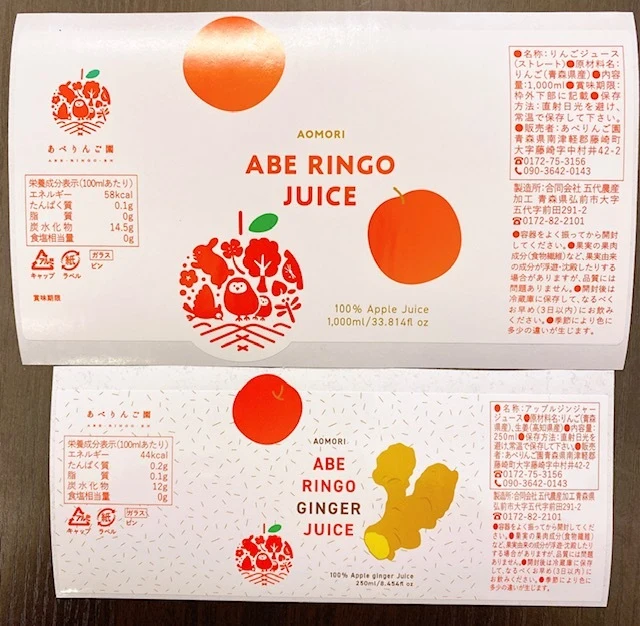 あべりんご園
ABE-RINGO-EN
栄養成分表示(100mlあたり)
エネルギー 58kcal
たんぱく質 0.1g
脂質 0g
炭水化物 14.5g
食塩相当量 0g
アルミ
キャップ
紙
ラベル
ガラス
ビン
賞味期限
AOMORI
ABE RINGO
JUICE
100% Apple Juice
1,000ml/33.814fl oz
●名称:りんごジュース
(ストレート)●原材料名:
りんご(青森県産)●内容
量:1,000ml●賞味期限:
枠外下部に記載●保存
方法:直射日光を避け、
常温で保存して下さい。
●販売者:あべりんご園
青森県南津軽郡藤崎町
大字藤崎字中村井42-2
☎0172-75-3156
090-3642-0143
製造所:合同会社 五代農産
加工 青森県弘前市大字
五代字前田291-2
☎0172-82-2101
●容器をよく振ってから開封
してください。●果実の果肉
成分(食物繊維)など、果実由来
の成分が浮遊・沈殿したりする
場合がありますが、品質には
問題ありません。●開封後は
冷蔵庫に保存して、なるべく
お早め(3日以内)にお飲み
ください。●季節により色に
多少の違いが生じます。
あべりんご園
ABE-RINGO-EN
栄養成分表示(100mlあたり)
エネルギー 44kcal
たんぱく質 0.2g
脂質 0.1g
炭水化物 12g
食塩相当量 0g
アルミ
キャップ
紙
ラベル
ガラス
ビン
AOMORI
ABE
RINGO
GINGER
JUICE
100% Apple ginger Juice
250ml/8.454fl oz
●名称:アップルジンジャー
ジュース●原材料名:りんご(青森
県産)、生姜(高知県産)●内容量:
250ml●保存方法:直射日光を
避け、常温で保存して下さい。●販売
者:あべりんご園青森県南津軽郡
藤崎町大字藤崎字中村井42-2
☎0172-75-3156
090-3642-0143
製造所:合同会社五代農産加工青森県
弘前市大字五代字前田291-2
☎0172-82-2101
●容器をよく振ってから開封してくだ
さい。●果実の果肉成分(食物繊維)
など、果実由来の成分が浮遊・沈殿したり
する場合がありますが、品質には問題
ありません。●開封後は冷蔵庫に保存
して、なるべくお早め(3日以内)に
お飲みください。●季節により色に多少の
違いが生じます。